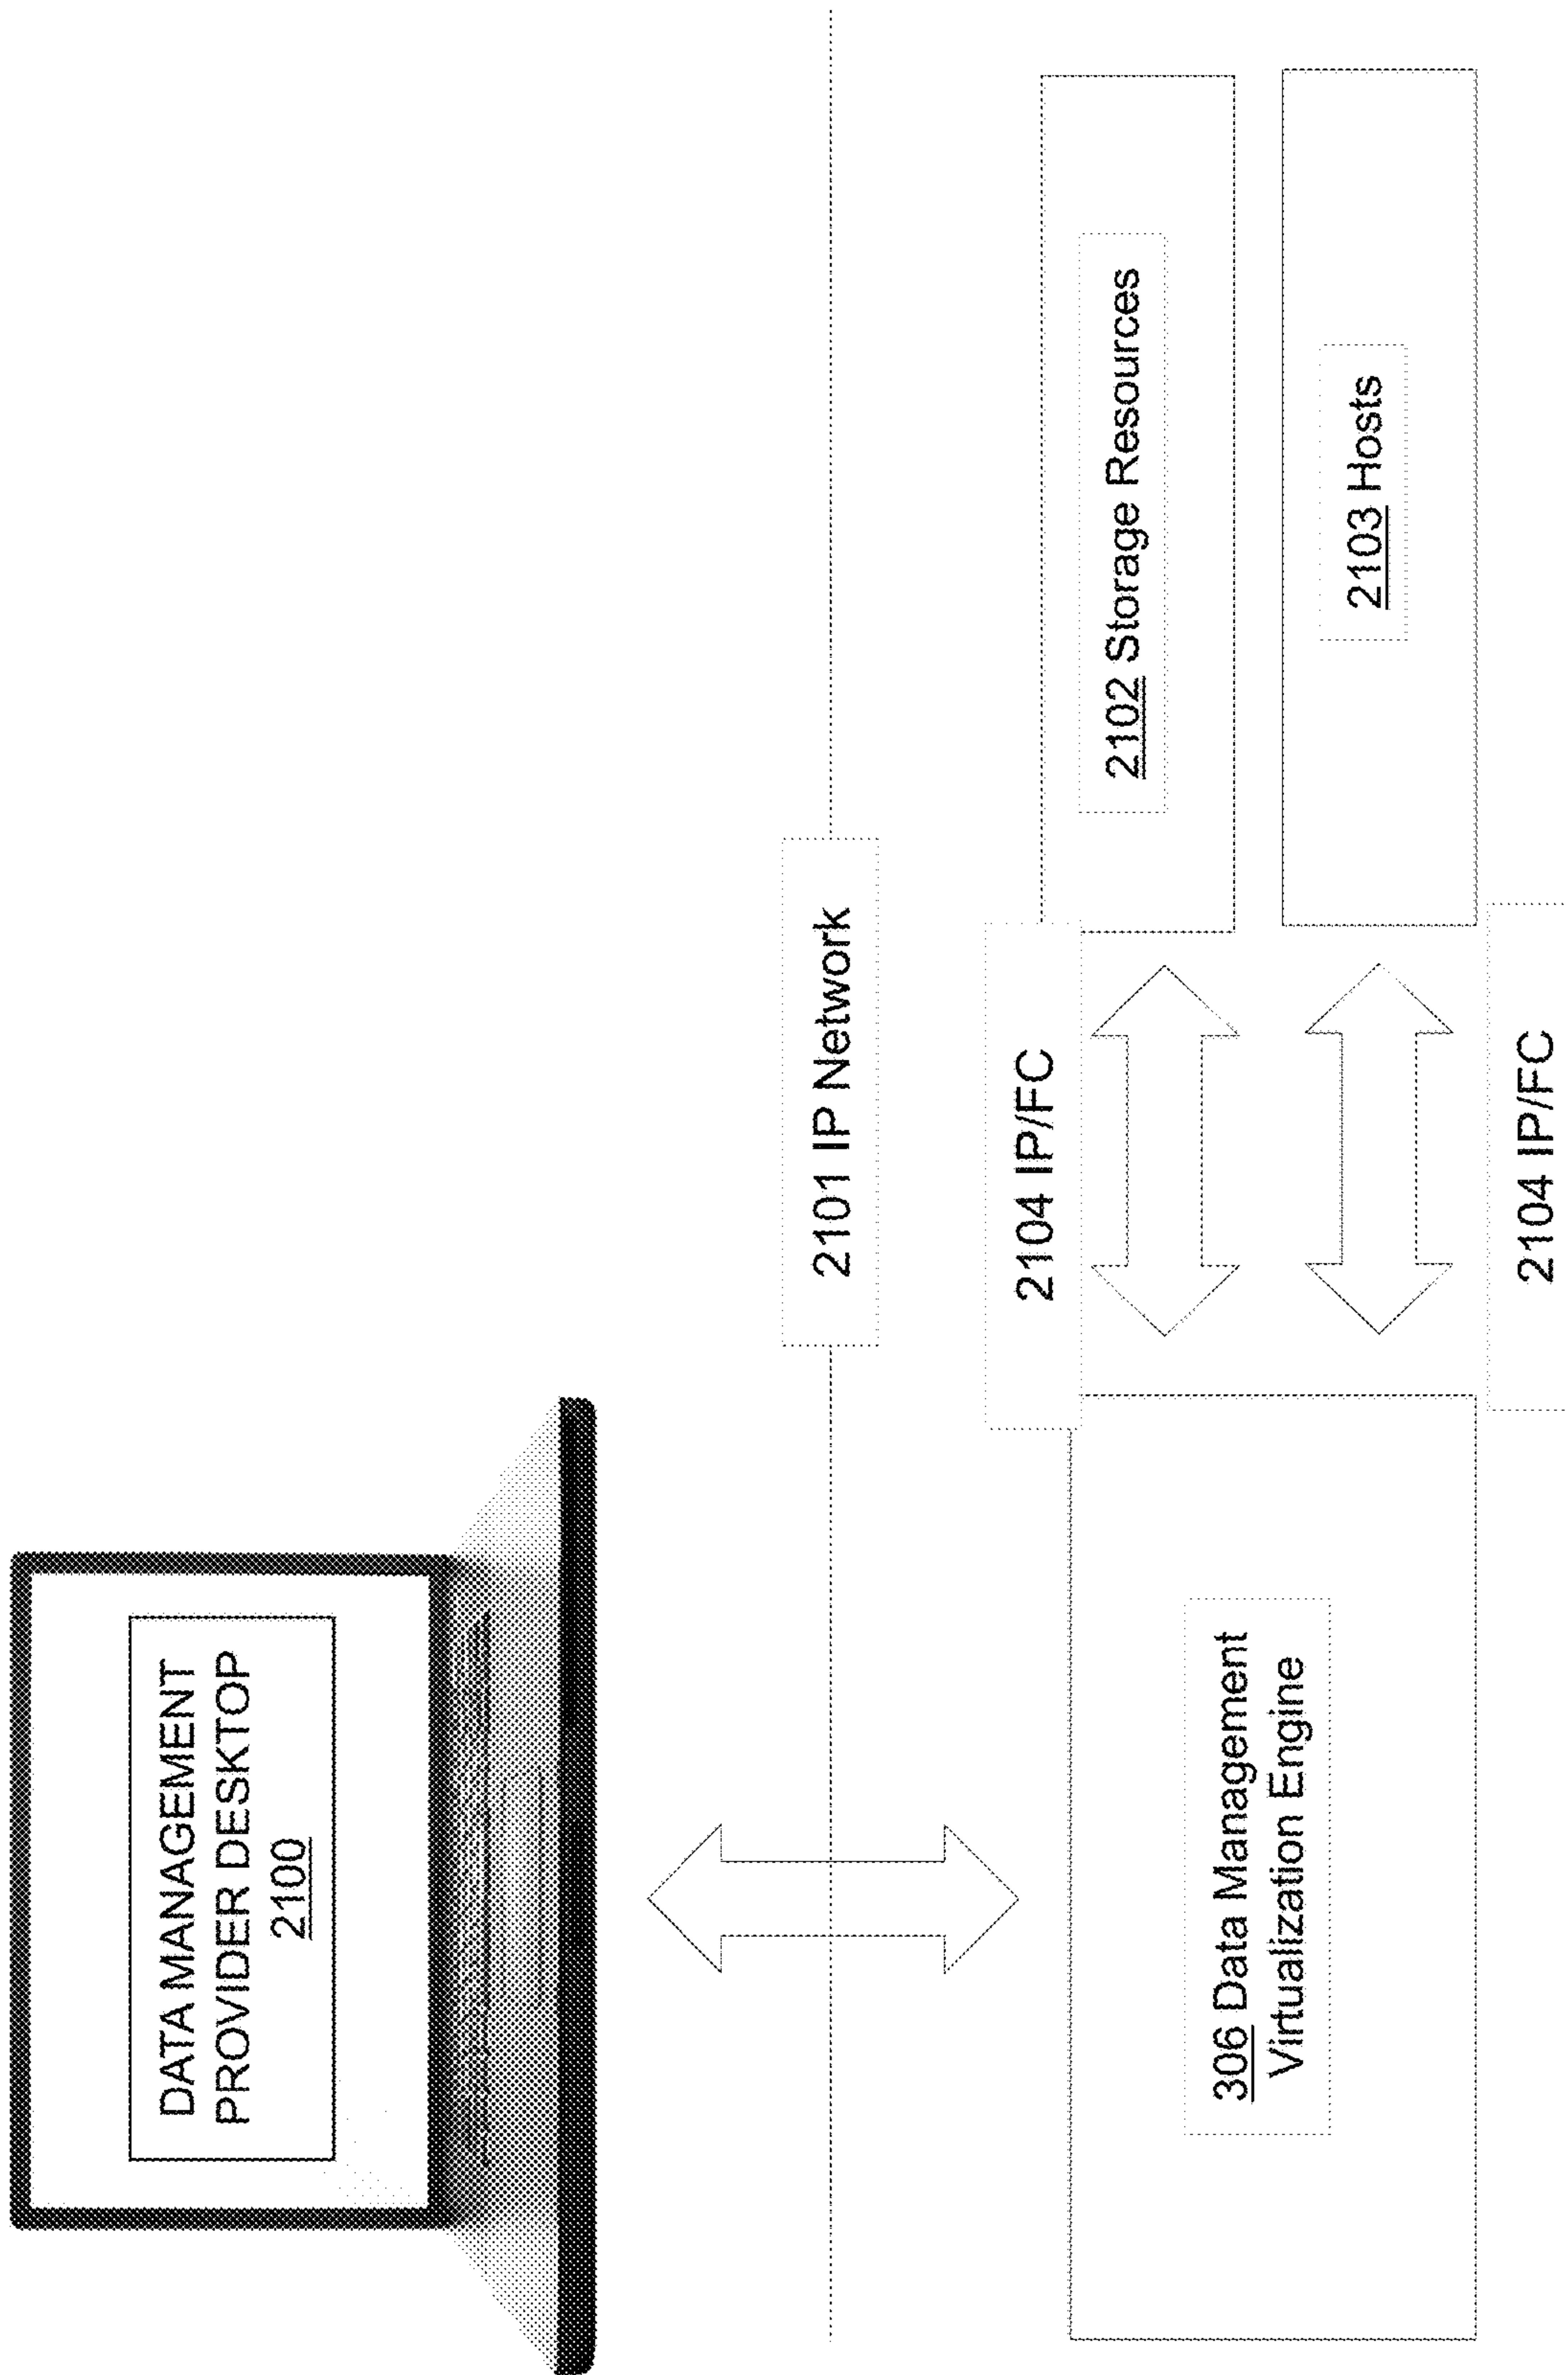 DATA MANAGEMENT
PROVIDER DESKTOP
2100
2101 IP Network
2104 IP/FC
2102 Storage Resources
306 Data Management
Virtualization Engine
2103 Hosts
2104 IP/FC